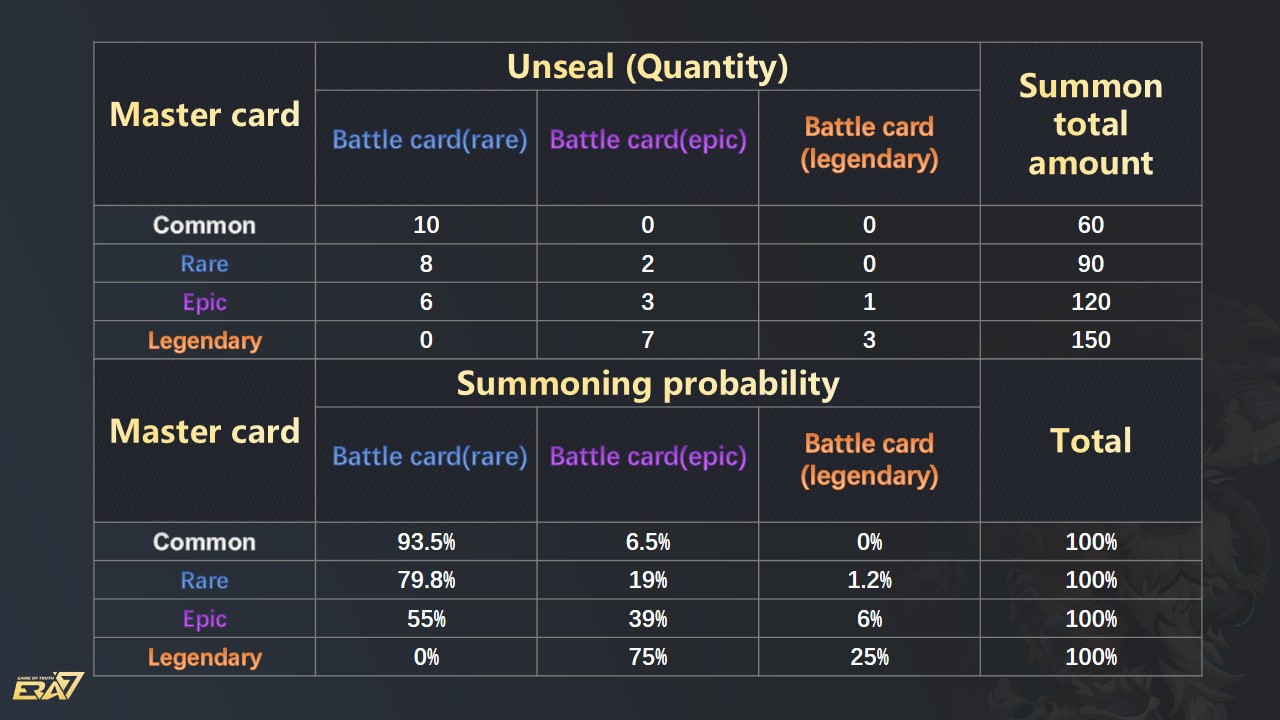 Master card
Unseal (Quantity)
Summon
total
amount
Battle card(rare)
Battle card(epic)
Battle card
(legendary)
Common 10 0 0 60
Rare 8 2 0 90
Epic 6 3 1 120
Legendary 0 7 3 150
Master card
Summoning probability
Total
Battle card(rare)
Battle card(epic)
Battle card
(legendary)
Common 93.5% 6.5% 0% 100%
Rare 79.8% 19% 1.2% 100%
Epic 55% 39% 6% 100%
Legendary 0% 75% 25% 100%
GAME OF TRUTH
ERA7